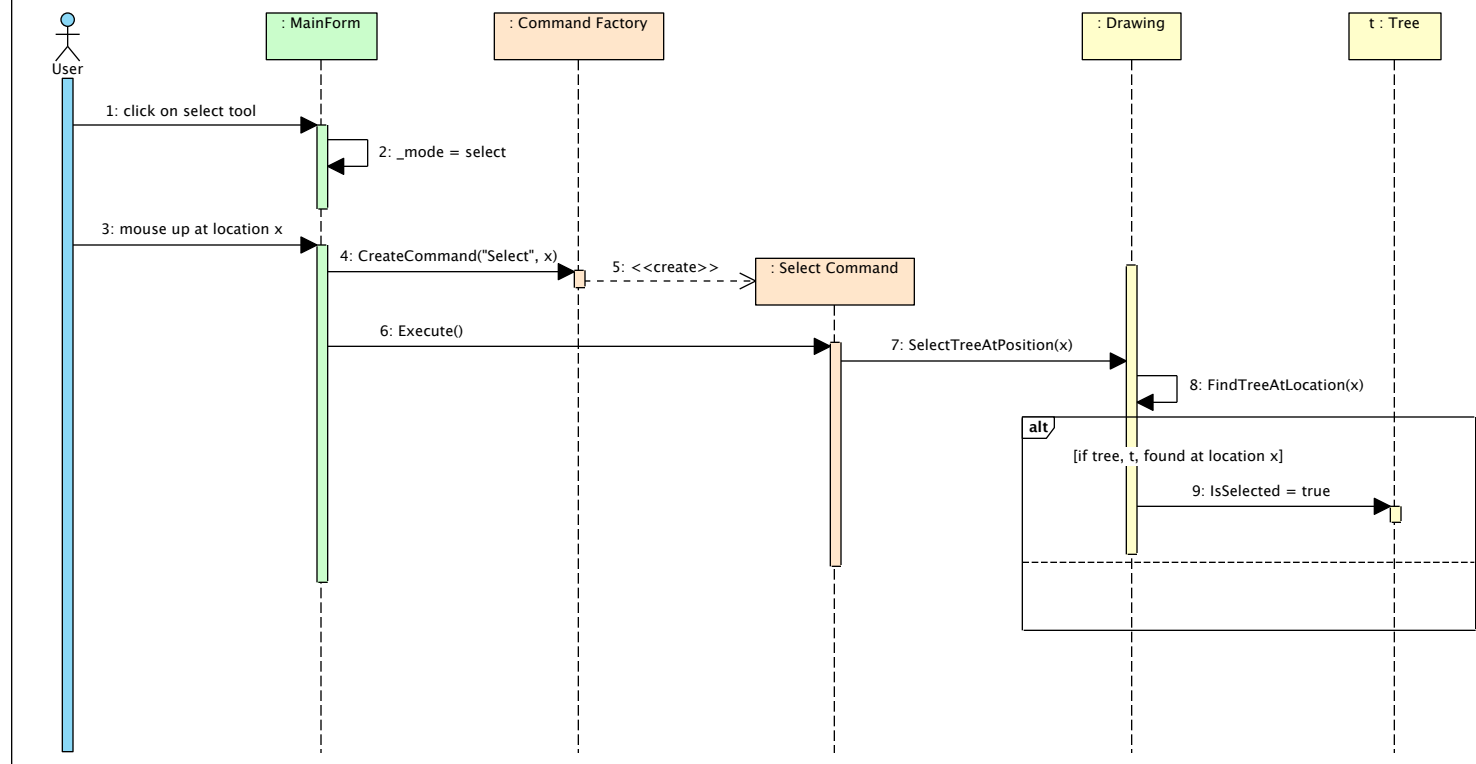 : MainForm
: Command Factory
: Drawing
t : Tree
User
1: click on select tool
2: _mode = select
3: mouse up at location x
4: CreateCommand("Select", x)
5: <<create>>
: Select Command
6: Execute()
7: SelectTreeAtPosition(x)
8: FindTreeAtLocation(x)
alt
[if tree, t, found at location x]
9: IsSelected = true